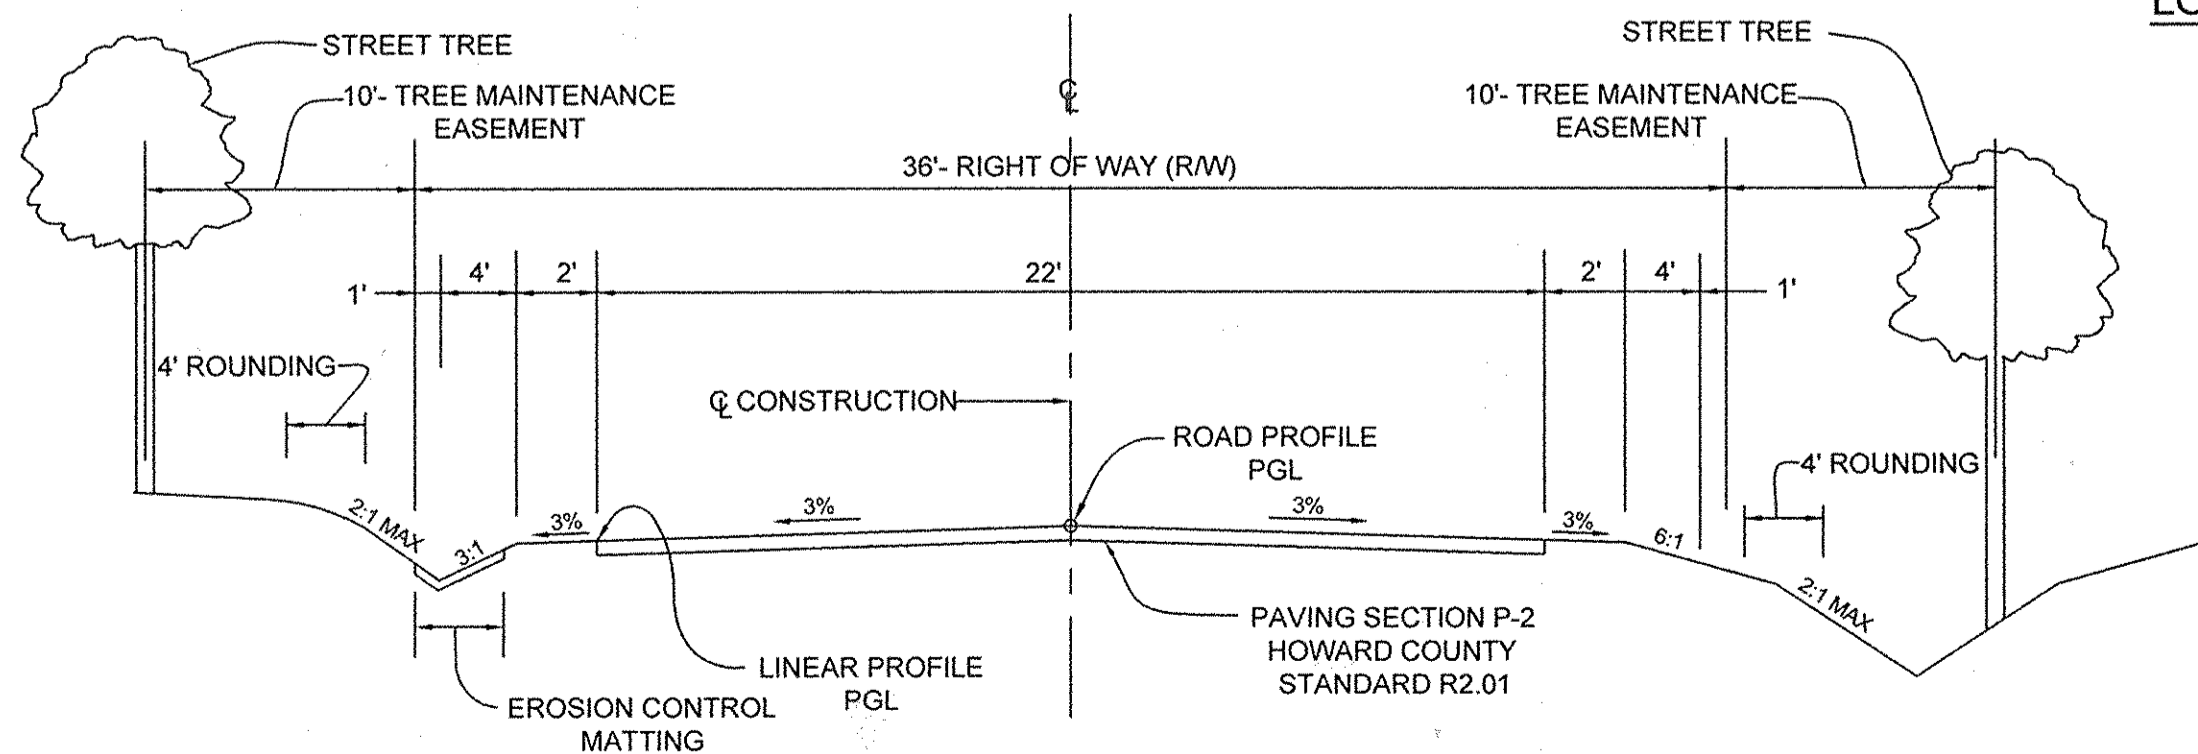 STREET TREE
10'- TREE MAINTENANCE
EASEMENT
℄
STREET TREE
10'- TREE MAINTENANCE
EASEMENT
36'- RIGHT OF WAY (R/W)
1'
4'
2'
22'
2'
4'
1'
4' ROUNDING
℄ CONSTRUCTION
ROAD PROFILE
PGL
4' ROUNDING
2:1 MAX
3:1
3%
3%
3%
3%
6:1
2:1 MAX
LINEAR PROFILE
PGL
PAVING SECTION P-2
HOWARD COUNTY
STANDARD R2.01
EROSION CONTROL
MATTING